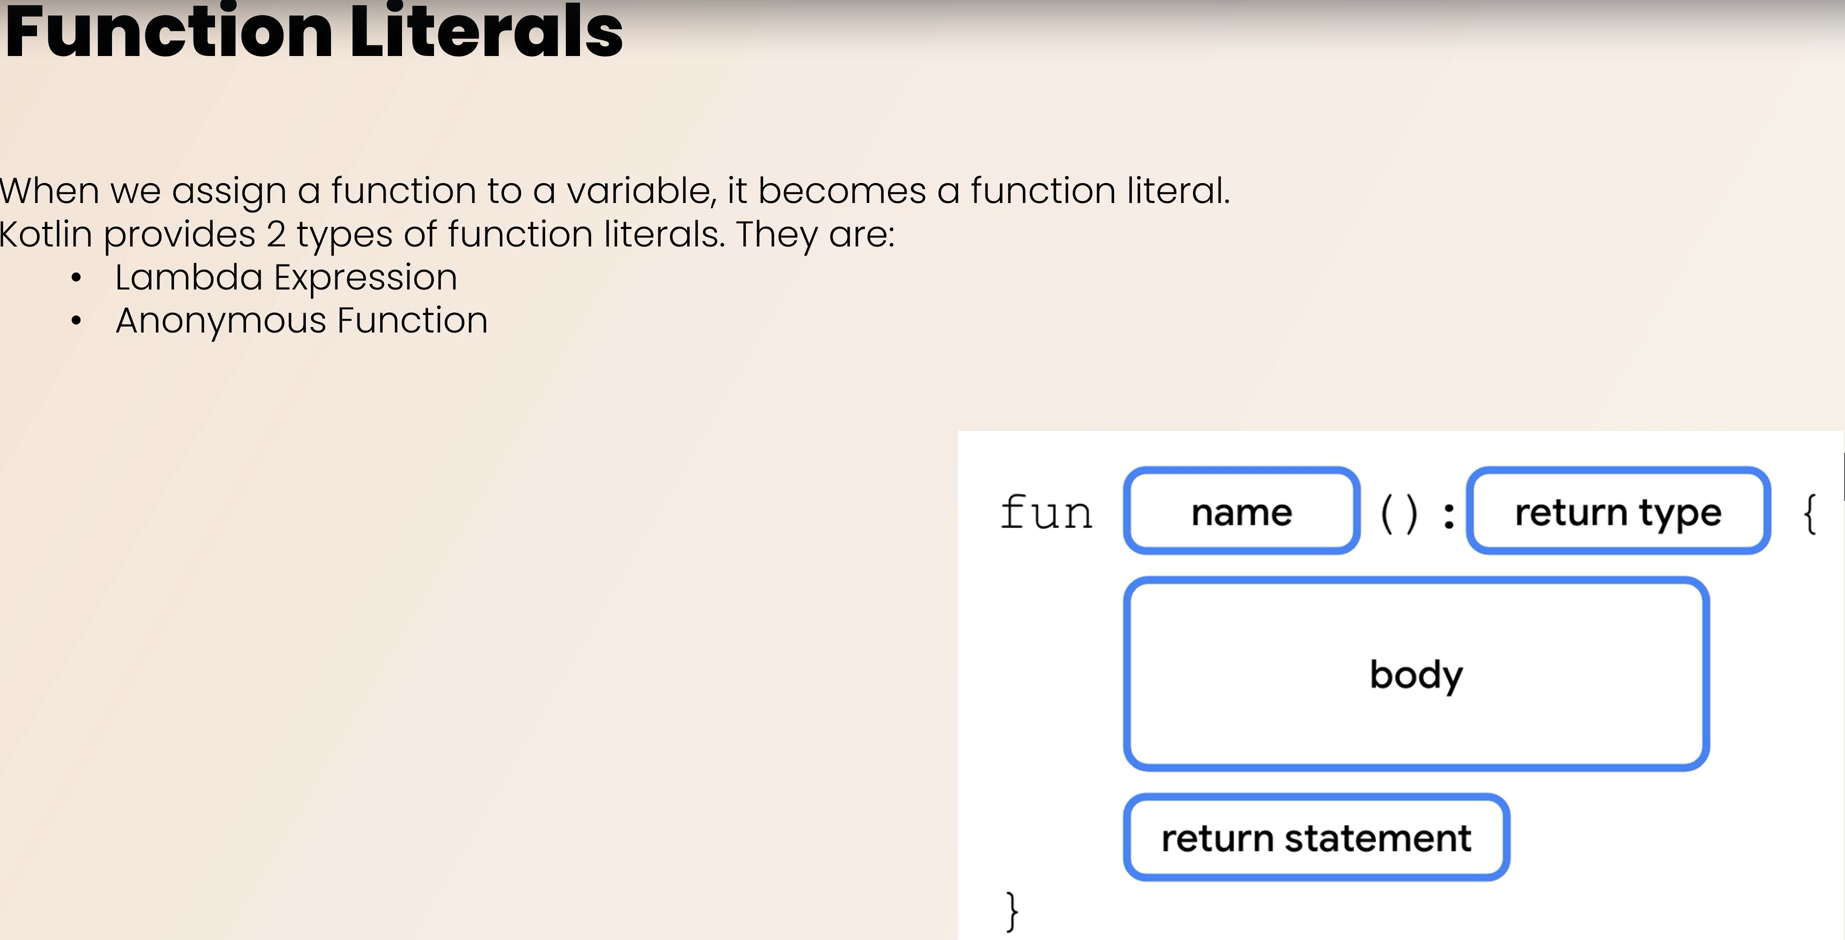 Function Literals
When we assign a function to a variable, it becomes a function literal.
Kotlin provides 2 types of function literals. They are:
• Lambda Expression
• Anonymous Function
fun name () : return type {
body
return statement
}